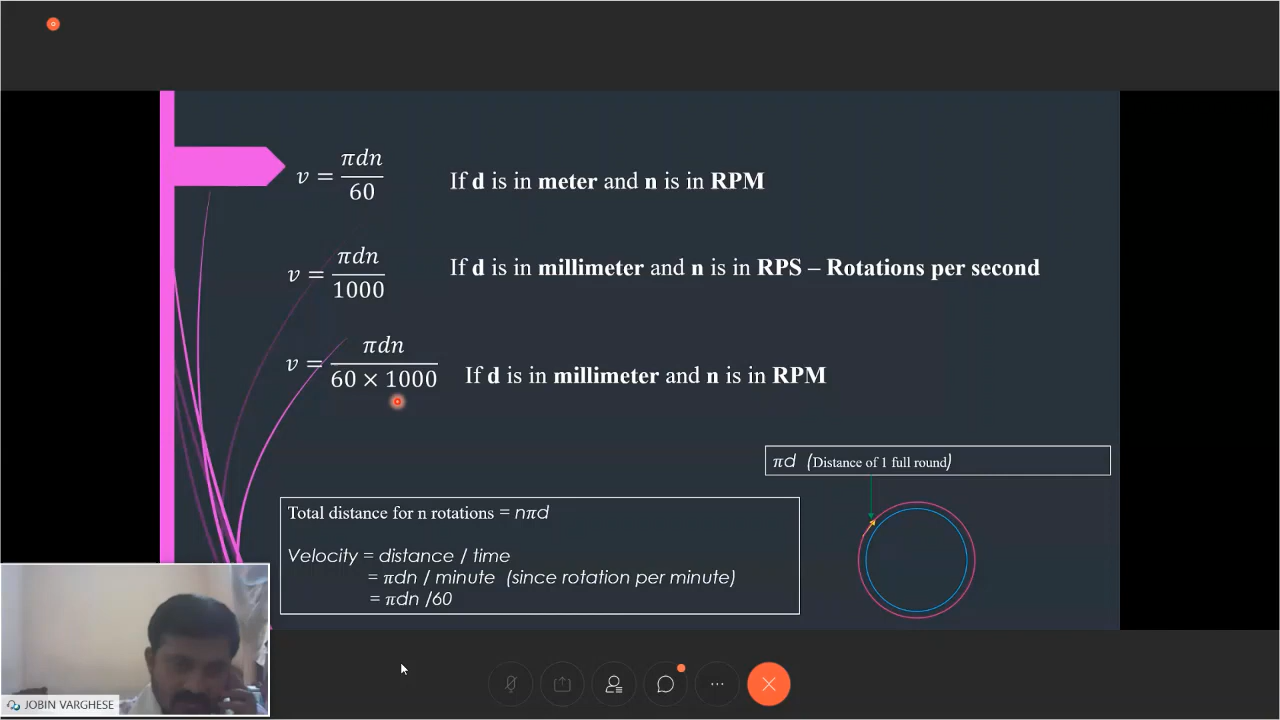 v = πdn/60 If d is in meter and n is in RPM
v = πdn/1000 If d is in millimeter and n is in RPS – Rotations per second
v = πdn/60 × 1000 If d is in millimeter and n is in RPM
πd (Distance of 1 full round)
Total distance for n rotations = nπd
Velocity = distance / time
= πdn / minute (since rotation per minute)
= πdn /60
JOBIN VARGHESE